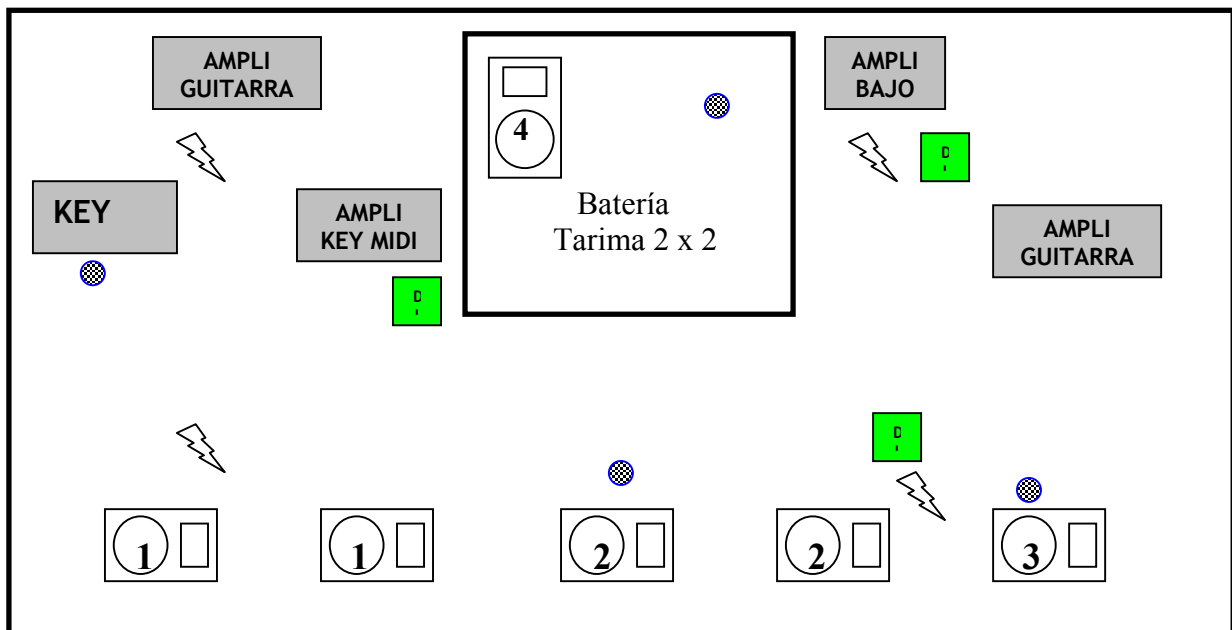 AMPLI
GUITARRA
AMPLI
BAJO
4
D
KEY
AMPLI
KEY MIDI
Batería
Tarima 2 x 2
AMPLI
GUITARRA
D
D
1
1
2
2
3